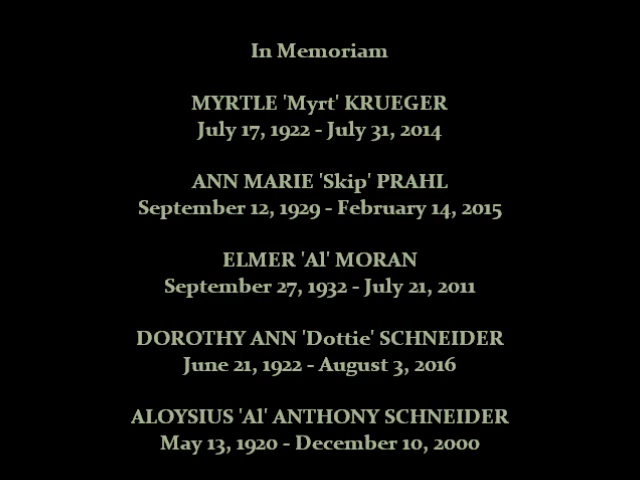 In Memoriam
MYRTLE 'Myrt' KRUEGER
July 17, 1922 - July 31, 2014
ANN MARIE 'Skip' PRAHL
September 12, 1929 - February 14, 2015
ELMER 'Al' MORAN
September 27, 1932 - July 21, 2011
DOROTHY ANN 'Dottie' SCHNEIDER
June 21, 1922 - August 3, 2016
ALOYSIUS 'Al' ANTHONY SCHNEIDER
May 13, 1920 - December 10, 2000